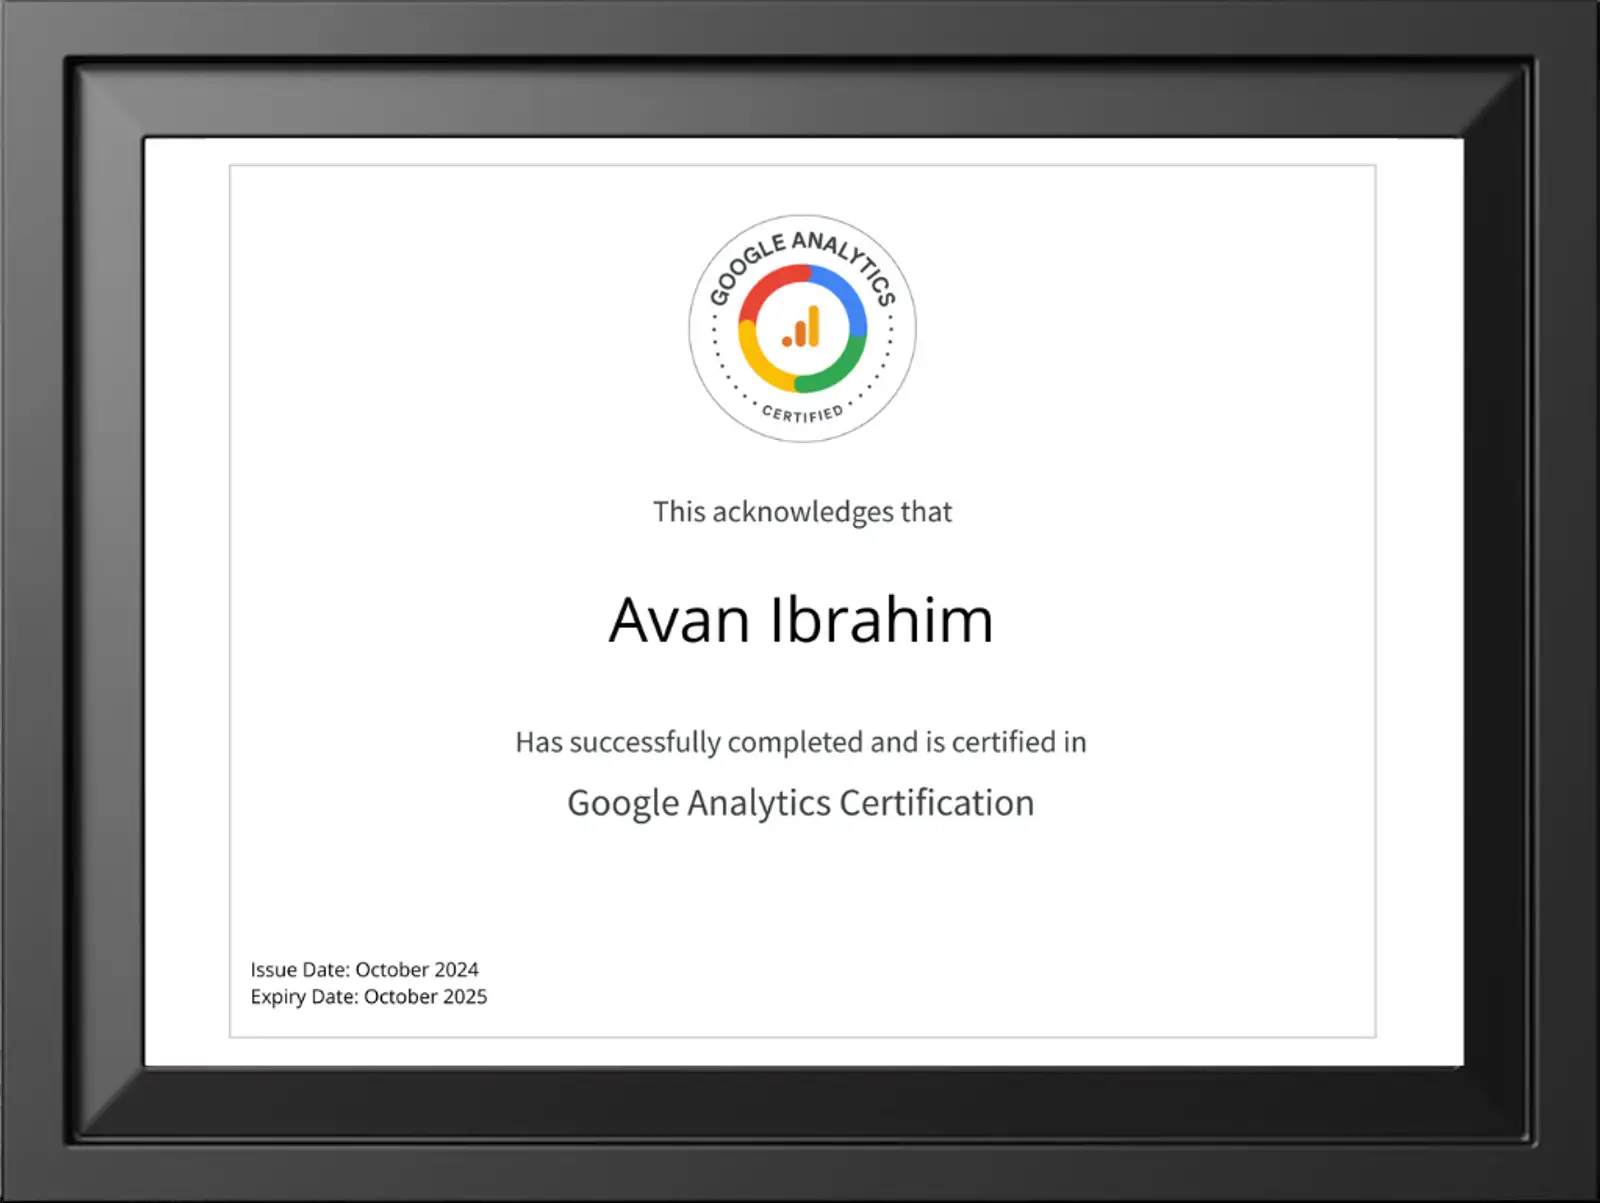 GOOGLE ANALYTICS
CERTIFIED
This acknowledges that
Avan Ibrahim
Has successfully completed and is certified in
Google Analytics Certification
Issue Date: October 2024
Expiry Date: October 2025